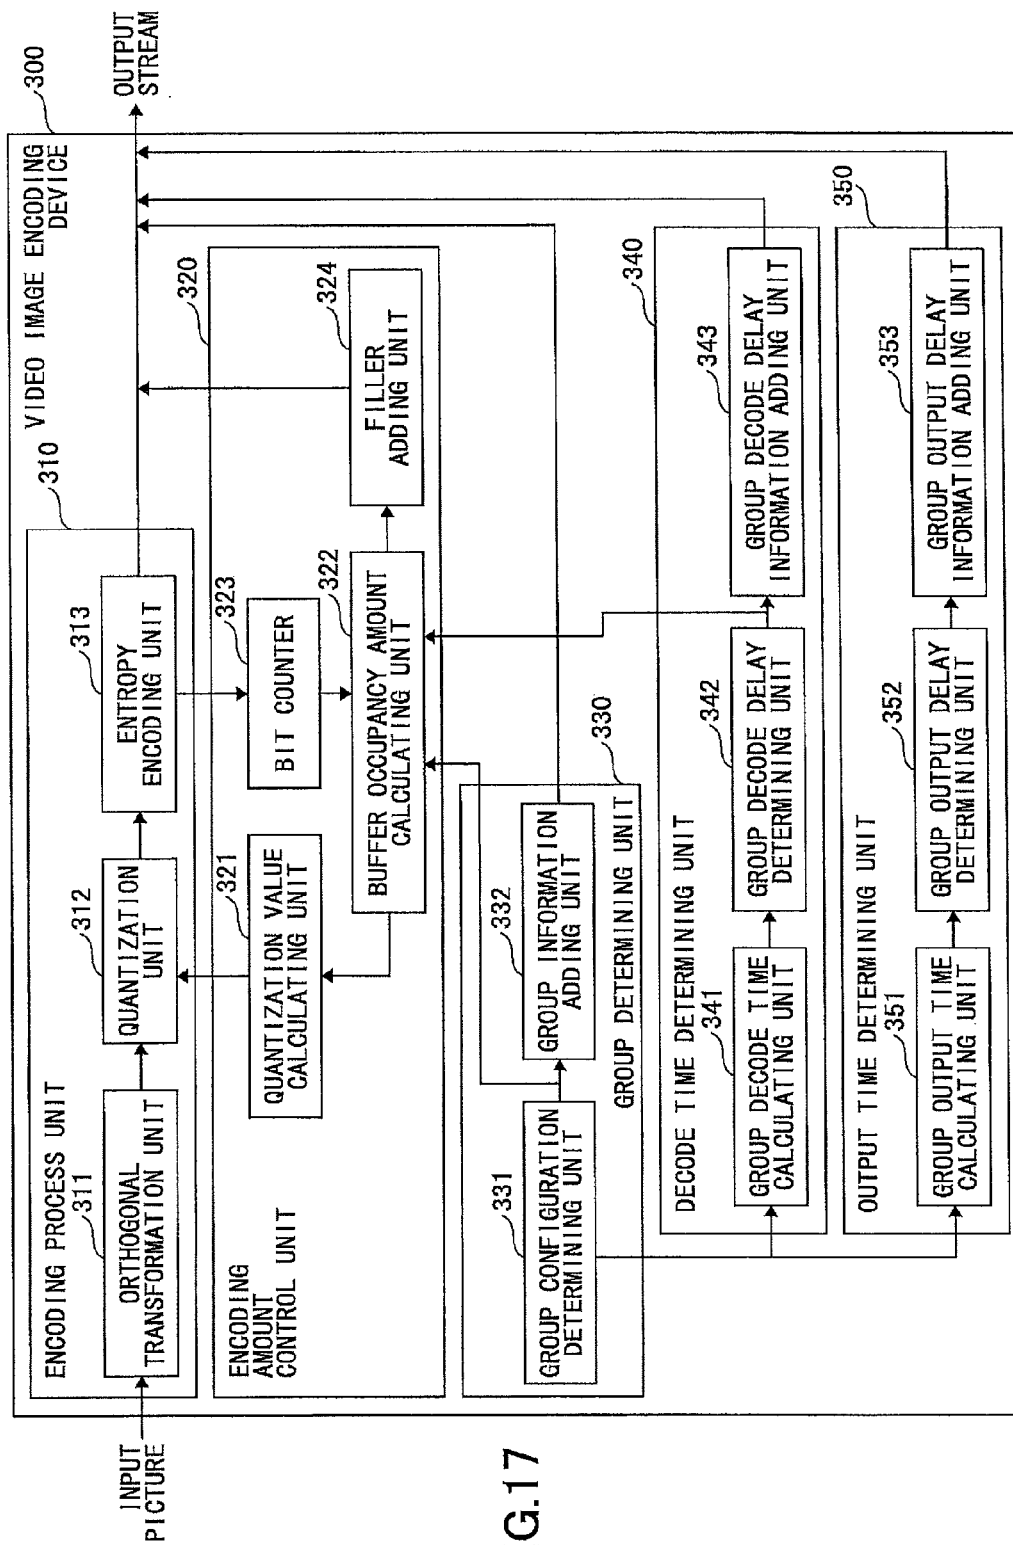 300
OUTPUT
STREAM
VIDEO IMAGE ENCODING
DEVICE
310
ENCODING PROCESS UNIT
INPUT
PICTURE
311
ORTHOGONAL
TRANSFORMATION UNIT
312
QUANTIZATION
UNIT
313
ENTROPY
ENCODING UNIT
320
ENCODING
AMOUNT
CONTROL UNIT
321
QUANTIZATION VALUE
CALCULATING UNIT
323
BIT COUNTER
322
BUFFER OCCUPANCY AMOUNT
CALCULATING UNIT
324
FILLER
ADDING UNIT
330
GROUP DETERMINING UNIT
331
GROUP CONFIGURATION
DETERMINING UNIT
332
GROUP INFORMATION
ADDING UNIT
340
DECODE TIME DETERMINING UNIT
341
GROUP DECODE TIME
CALCULATING UNIT
342
GROUP DECODE DELAY
DETERMINING UNIT
343
GROUP DECODE DELAY
INFORMATION ADDING UNIT
350
OUTPUT TIME DETERMINING UNIT
351
GROUP OUTPUT TIME
CALCULATING UNIT
352
GROUP OUTPUT DELAY
DETERMINING UNIT
353
GROUP OUTPUT DELAY
INFORMATION ADDING UNIT
G.17